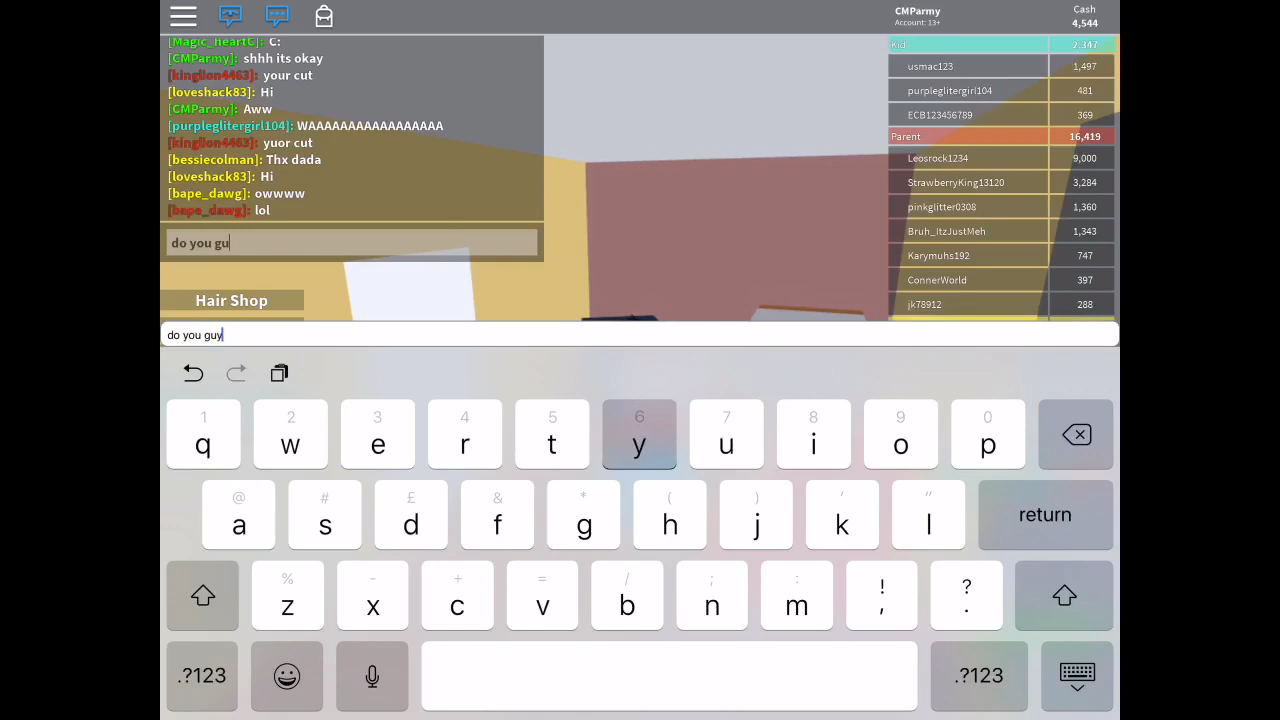 CMPArmy
Account: 13+
Cash
4,544
[Magic_heartC]: C:
[CMPArmy]: shhh its okay
[kinglion4463]: your cut
[loveshack83]: Hi
[CMPArmy]: Aww
[purpleglitergirl104]: WAAAAAAAAAAAAAAAAA
[kinglion4463]: yuor cut
[bessiecolman]: Thx dada
[loveshack83]: Hi
[bape_dawg]: owwww
[bape_dawg]: lol
do you gu
Kid 2,347
usmac123 1,497
purpleglitergirl104 481
ECB123456789 369
Parent 16,419
Leosrock1234 9,000
StrawberryKing13120 3,284
pinkglitter0308 1,360
Bruh_ItzJustMeh 1,343
Karymuhs192 747
ConnerWorld 397
jk78912 288
Hair Shop
do you guy
1 2 3 4 5 6 7 8 9 0
q w e r t y u i o p
@ # £ & * ( ) ' "
a s d f g h j k l return
% - + = / ; : ! ?
z x c v b n m , .
.?123 .?123